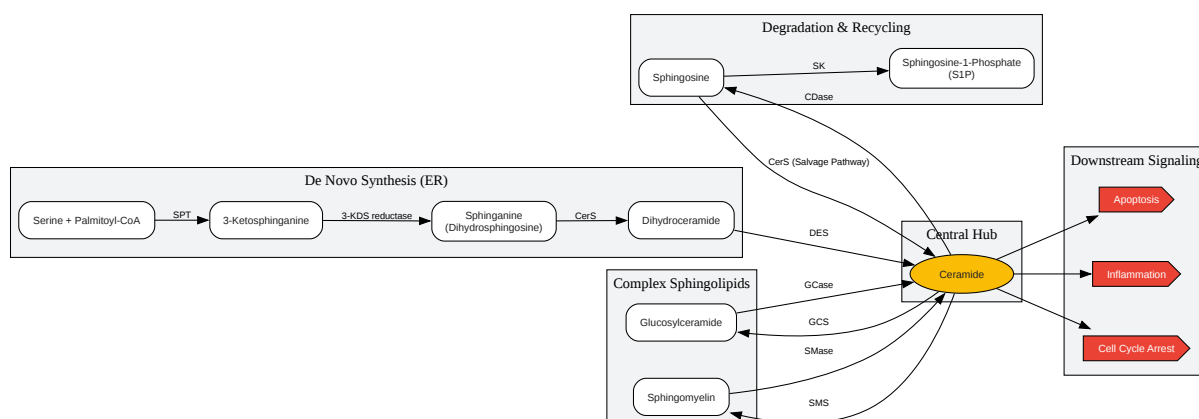 Degradation & Recycling
Sphingosine
SK
Sphingosine-1-Phosphate
(S1P)
CDase
CerS (Salvage Pathway)
De Novo Synthesis (ER)
Serine + Palmitoyl-CoA
SPT
3-Ketosphinganine
3-KDS reductase
Sphinganine
(Dihydrosphingosine)
CerS
Dihydroceramide
DES
Central Hub
Ceramide
Complex Sphingolipids
Glucosylceramide
GCase
GCS
SMase
Sphingomyelin
SMS
Downstream Signaling
Apoptosis
Inflammation
Cell Cycle Arrest